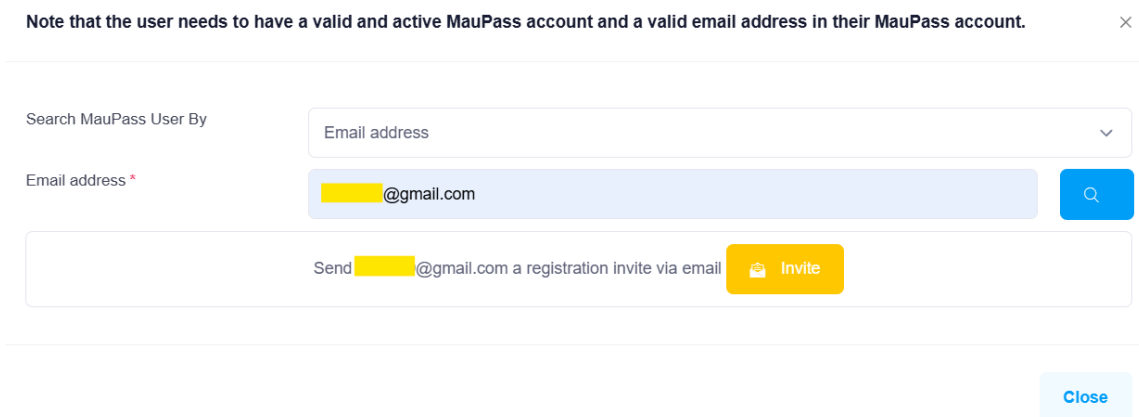 Note that the user needs to have a valid and active MauPass account and a valid email address in their MauPass account.
Search MauPass User By
Email address
Email address *
@gmail.com
Send @gmail.com a registration invite via email Invite
Close